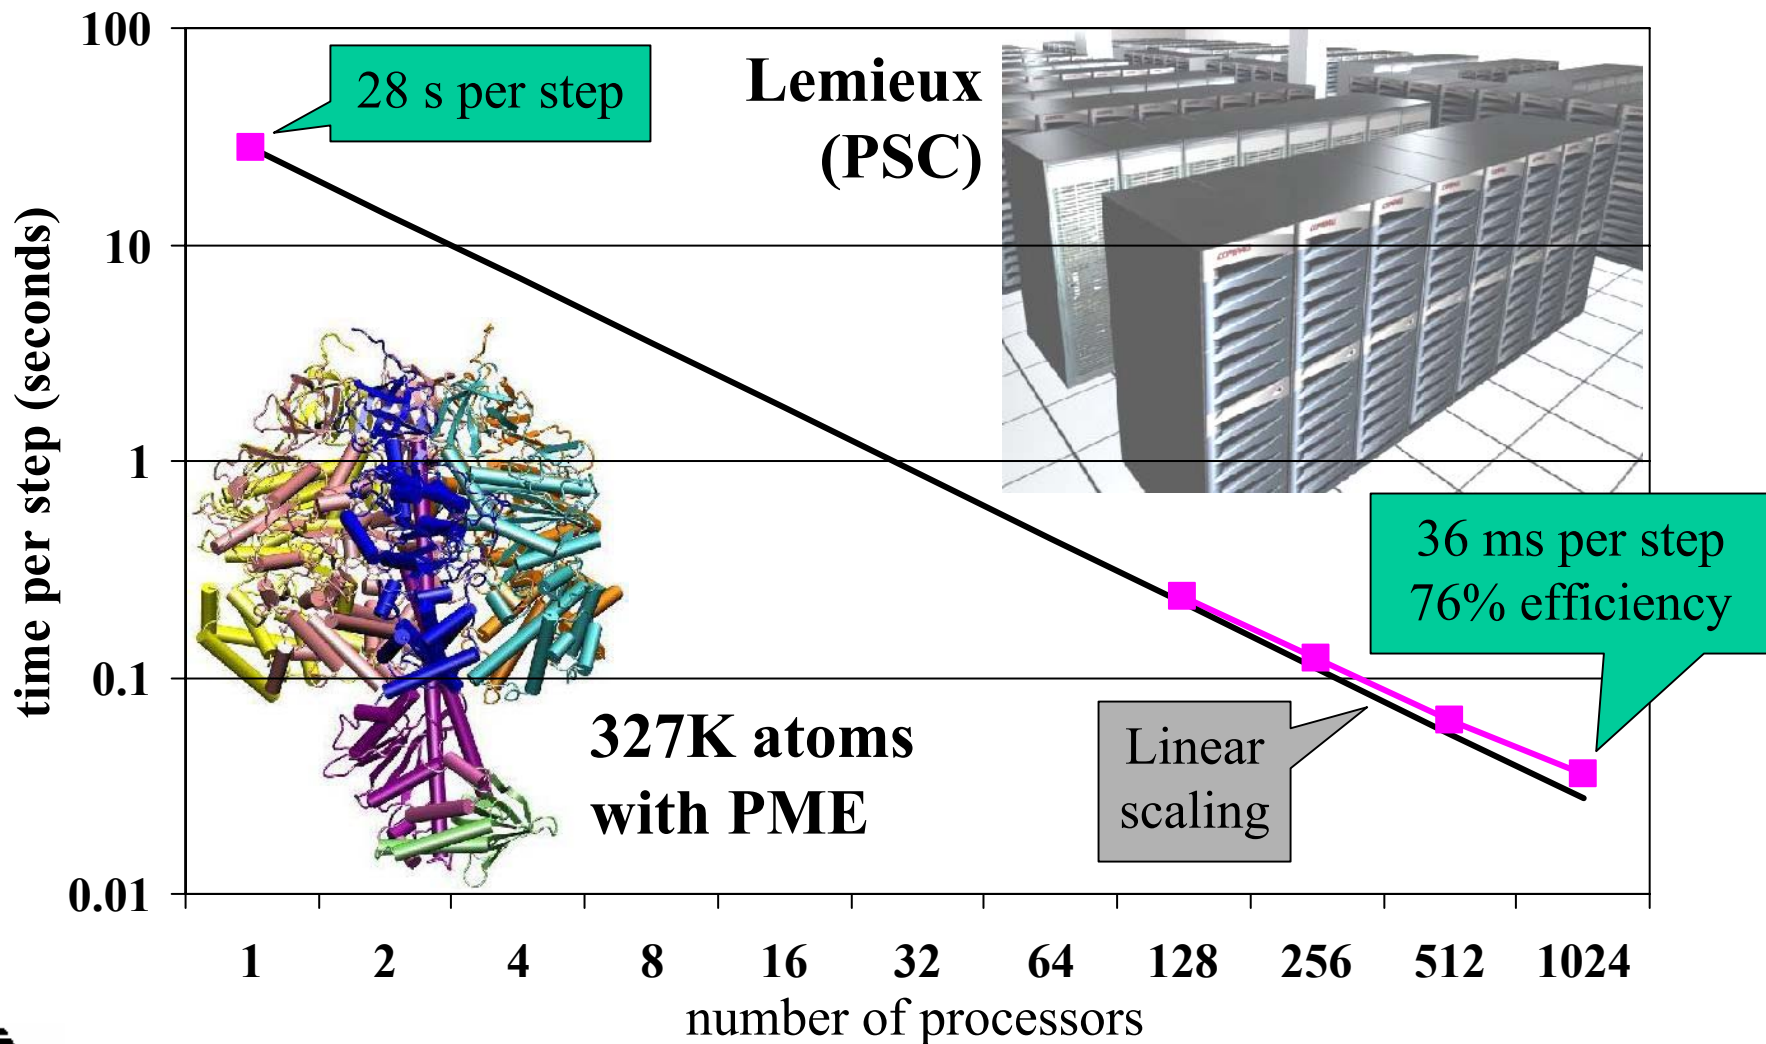 100
10
1
0.1
0.01
time per step (seconds)
28 s per step
Lemieux
(PSC)
36 ms per step
76% efficiency
327K atoms
with PME
Linear
scaling
1 2 4 8 16 32 64 128 256 512 1024
number of processors